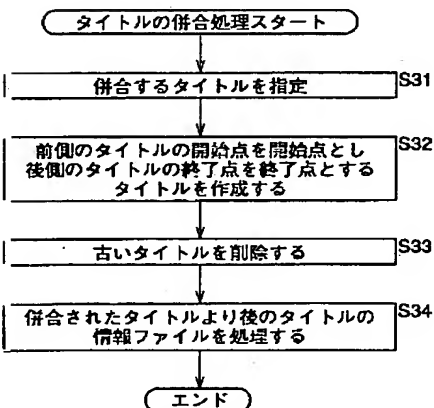 タイトルの併合処理スタート
併合するタイトルを指定
S31
前側のタイトルの開始点を開始点とし
後側のタイトルの終了点を終了点とする
タイトルを作成する
S32
古いタイトルを削除する
S33
併合されたタイトルより後のタイトルの
情報ファイルを処理する
S34
エンド